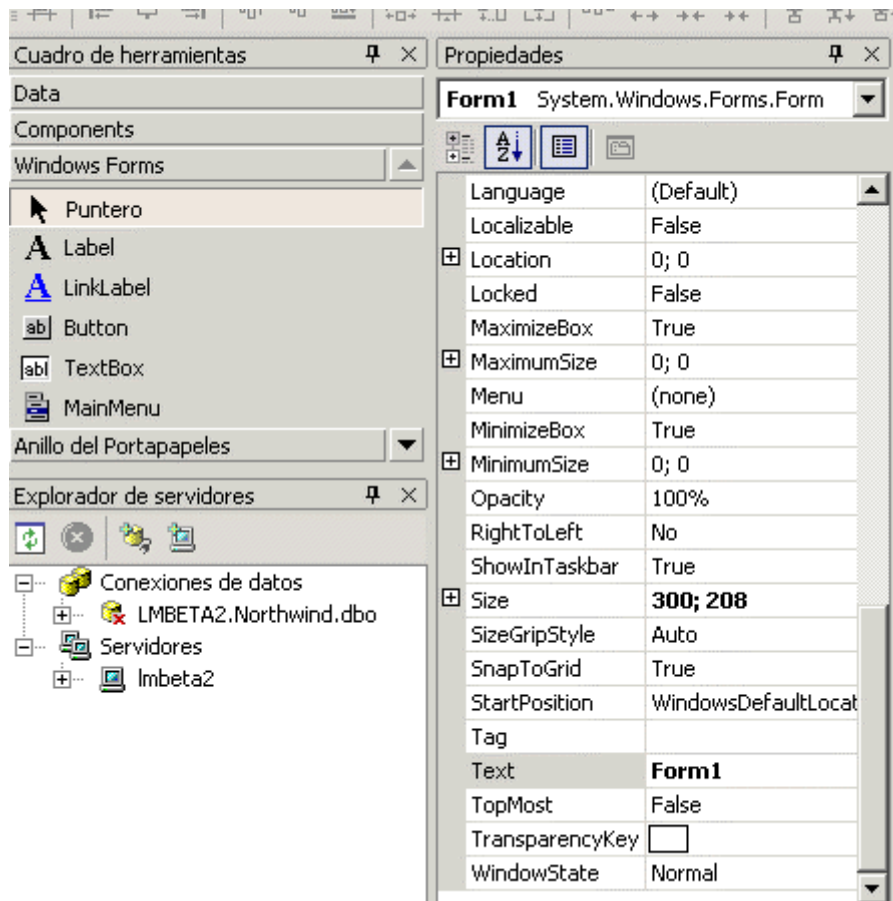 Cuadro de herramientas
Data
Components
Windows Forms
Puntero
A Label
A LinkLabel
ab Button
abl TextBox
MainMenu
Anillo del Portapapeles
Explorador de servidores
Conexiones de datos
LMBETA2.Northwind.dbo
Servidores
lmbeta2
Propiedades
Form1 System.Windows.Forms.Form
A Z
Language (Default)
Localizable False
Location 0; 0
Locked False
MaximizeBox True
MaximumSize 0; 0
Menu (none)
MinimizeBox True
MinimumSize 0; 0
Opacity 100%
RightToLeft No
ShowInTaskbar True
Size 300; 208
SizeGripStyle Auto
SnapToGrid True
StartPosition WindowsDefaultLocat
Tag
Text Form1
TopMost False
TransparencyKey
WindowState Normal